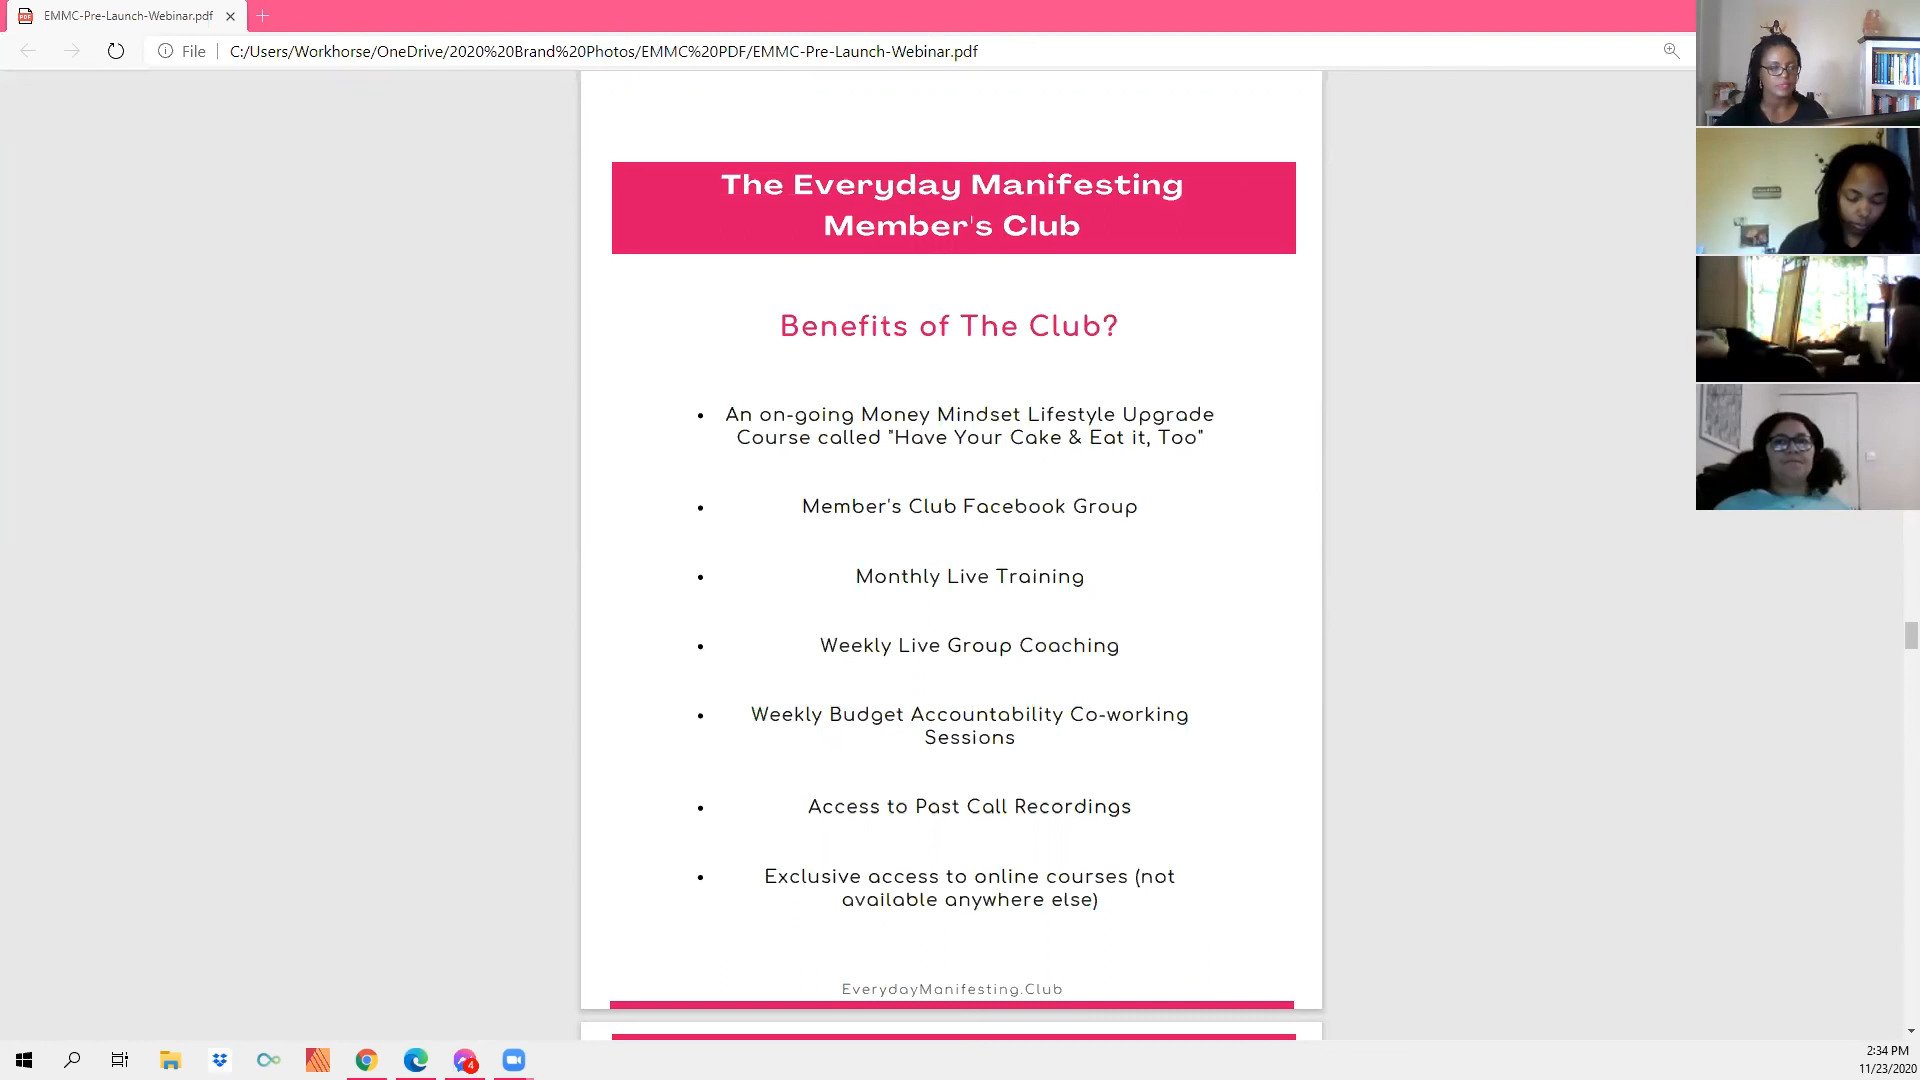 EMMC-Pre-Launch-Webinar.pdf
File
C:/Users/Workhorse/OneDrive/2020%20Brand%20Photos/EMMC%20PDF/EMMC-Pre-Launch-Webinar.pdf
The Everyday Manifesting
Member's Club
Benefits of The Club?
• An on-going Money Mindset Lifestyle Upgrade
Course called "Have Your Cake & Eat it, Too"
• Member's Club Facebook Group
• Monthly Live Training
• Weekly Live Group Coaching
• Weekly Budget Accountability Co-working
Sessions
• Access to Past Call Recordings
• Exclusive access to online courses (not
available anywhere else)
EverydayManifesting.Club
4
2:34 PM
11/23/2020